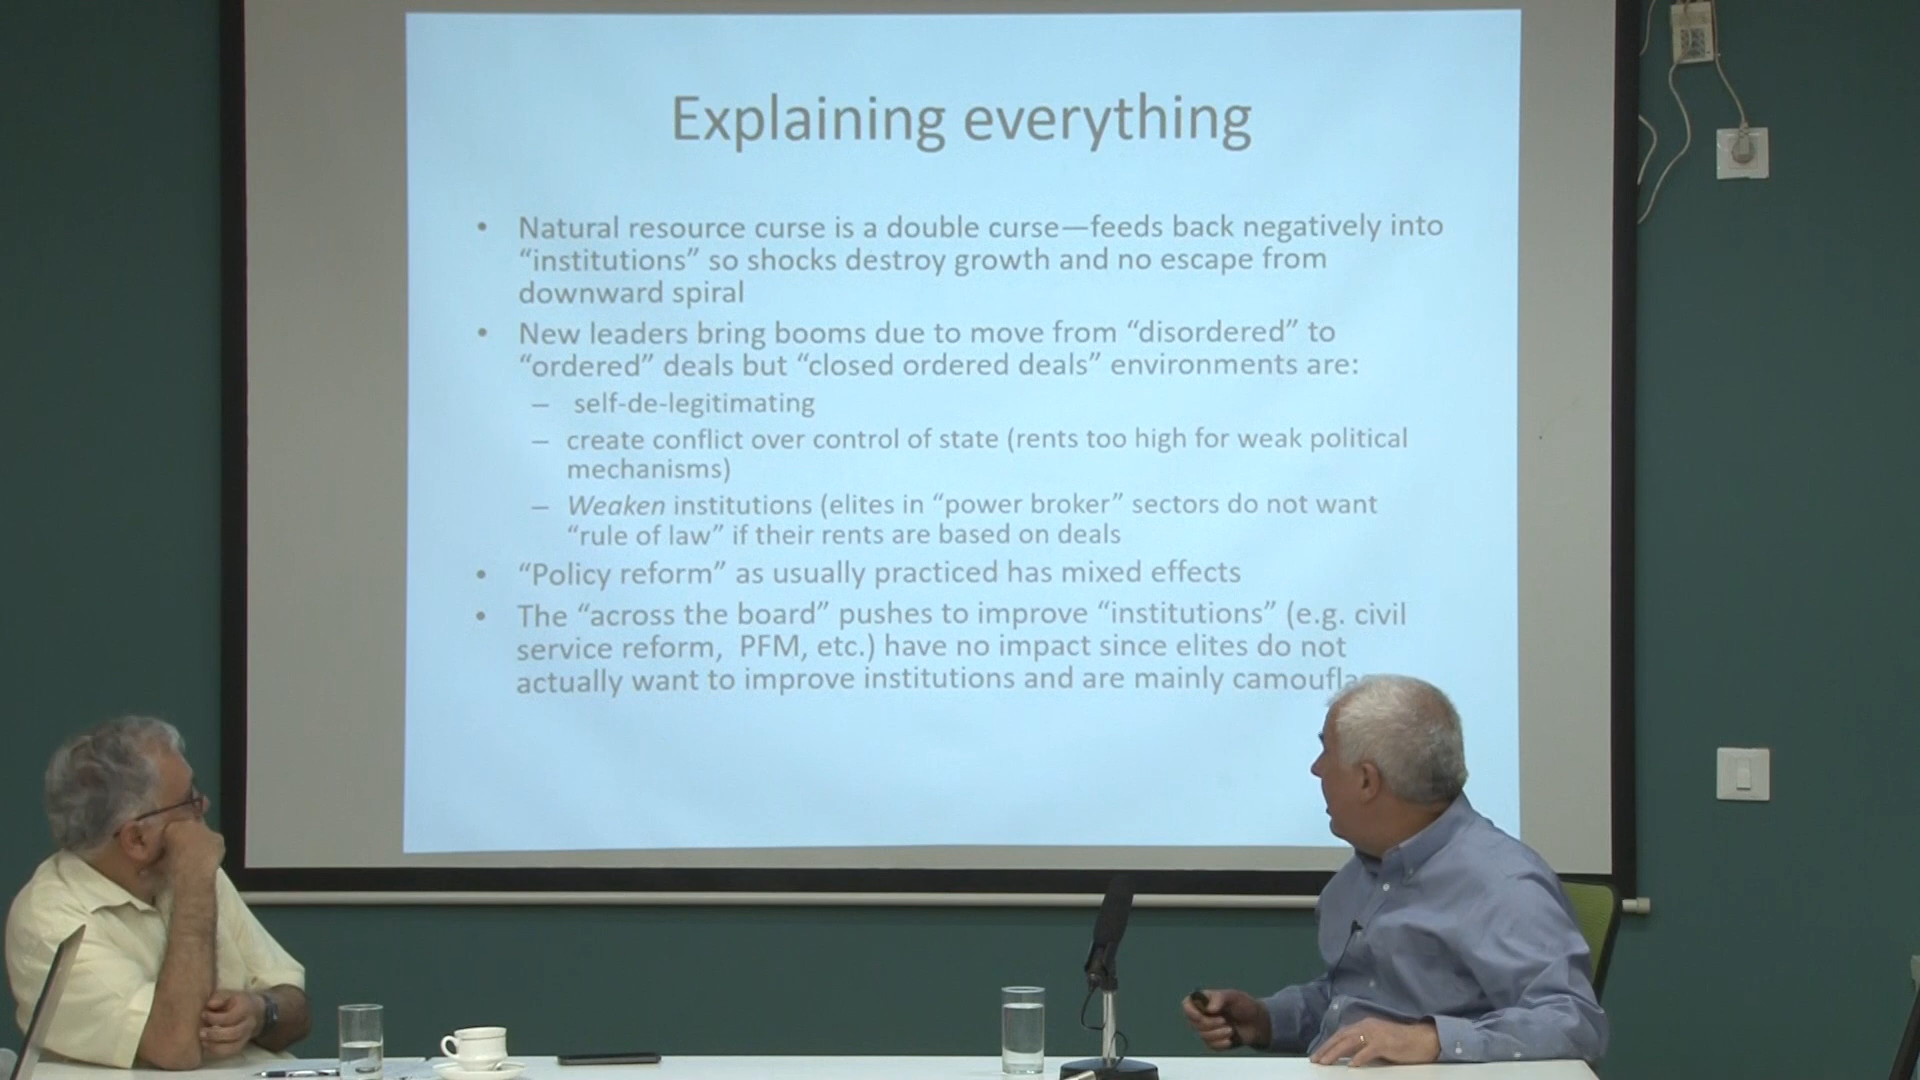 Explaining everything
• Natural resource curse is a double curse—feeds back negatively into
“institutions” so shocks destroy growth and no escape from
downward spiral
• New leaders bring booms due to move from “disordered” to
“ordered” deals but “closed ordered deals” environments are:
– self-de-legitimating
– create conflict over control of state (rents too high for weak political
mechanisms)
– Weaken institutions (elites in “power broker” sectors do not want
“rule of law” if their rents are based on deals
• “Policy reform” as usually practiced has mixed effects
• The “across the board” pushes to improve “institutions” (e.g. civil
service reform, PFM, etc.) have no impact since elites do not
actually want to improve institutions and are mainly